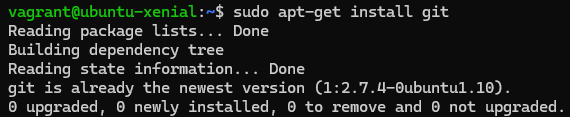 vagrant@ubuntu-xenial:~$ sudo apt-get install git
Reading package lists... Done
Building dependency tree
Reading state information... Done
git is already the newest version (1:2.7.4-0ubuntu1.10).
0 upgraded, 0 newly installed, 0 to remove and 0 not upgraded.